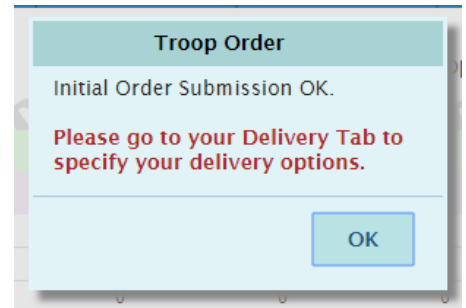 Troop Order
Initial Order Submission OK.
Please go to your Delivery Tab to
specify your delivery options.
OK